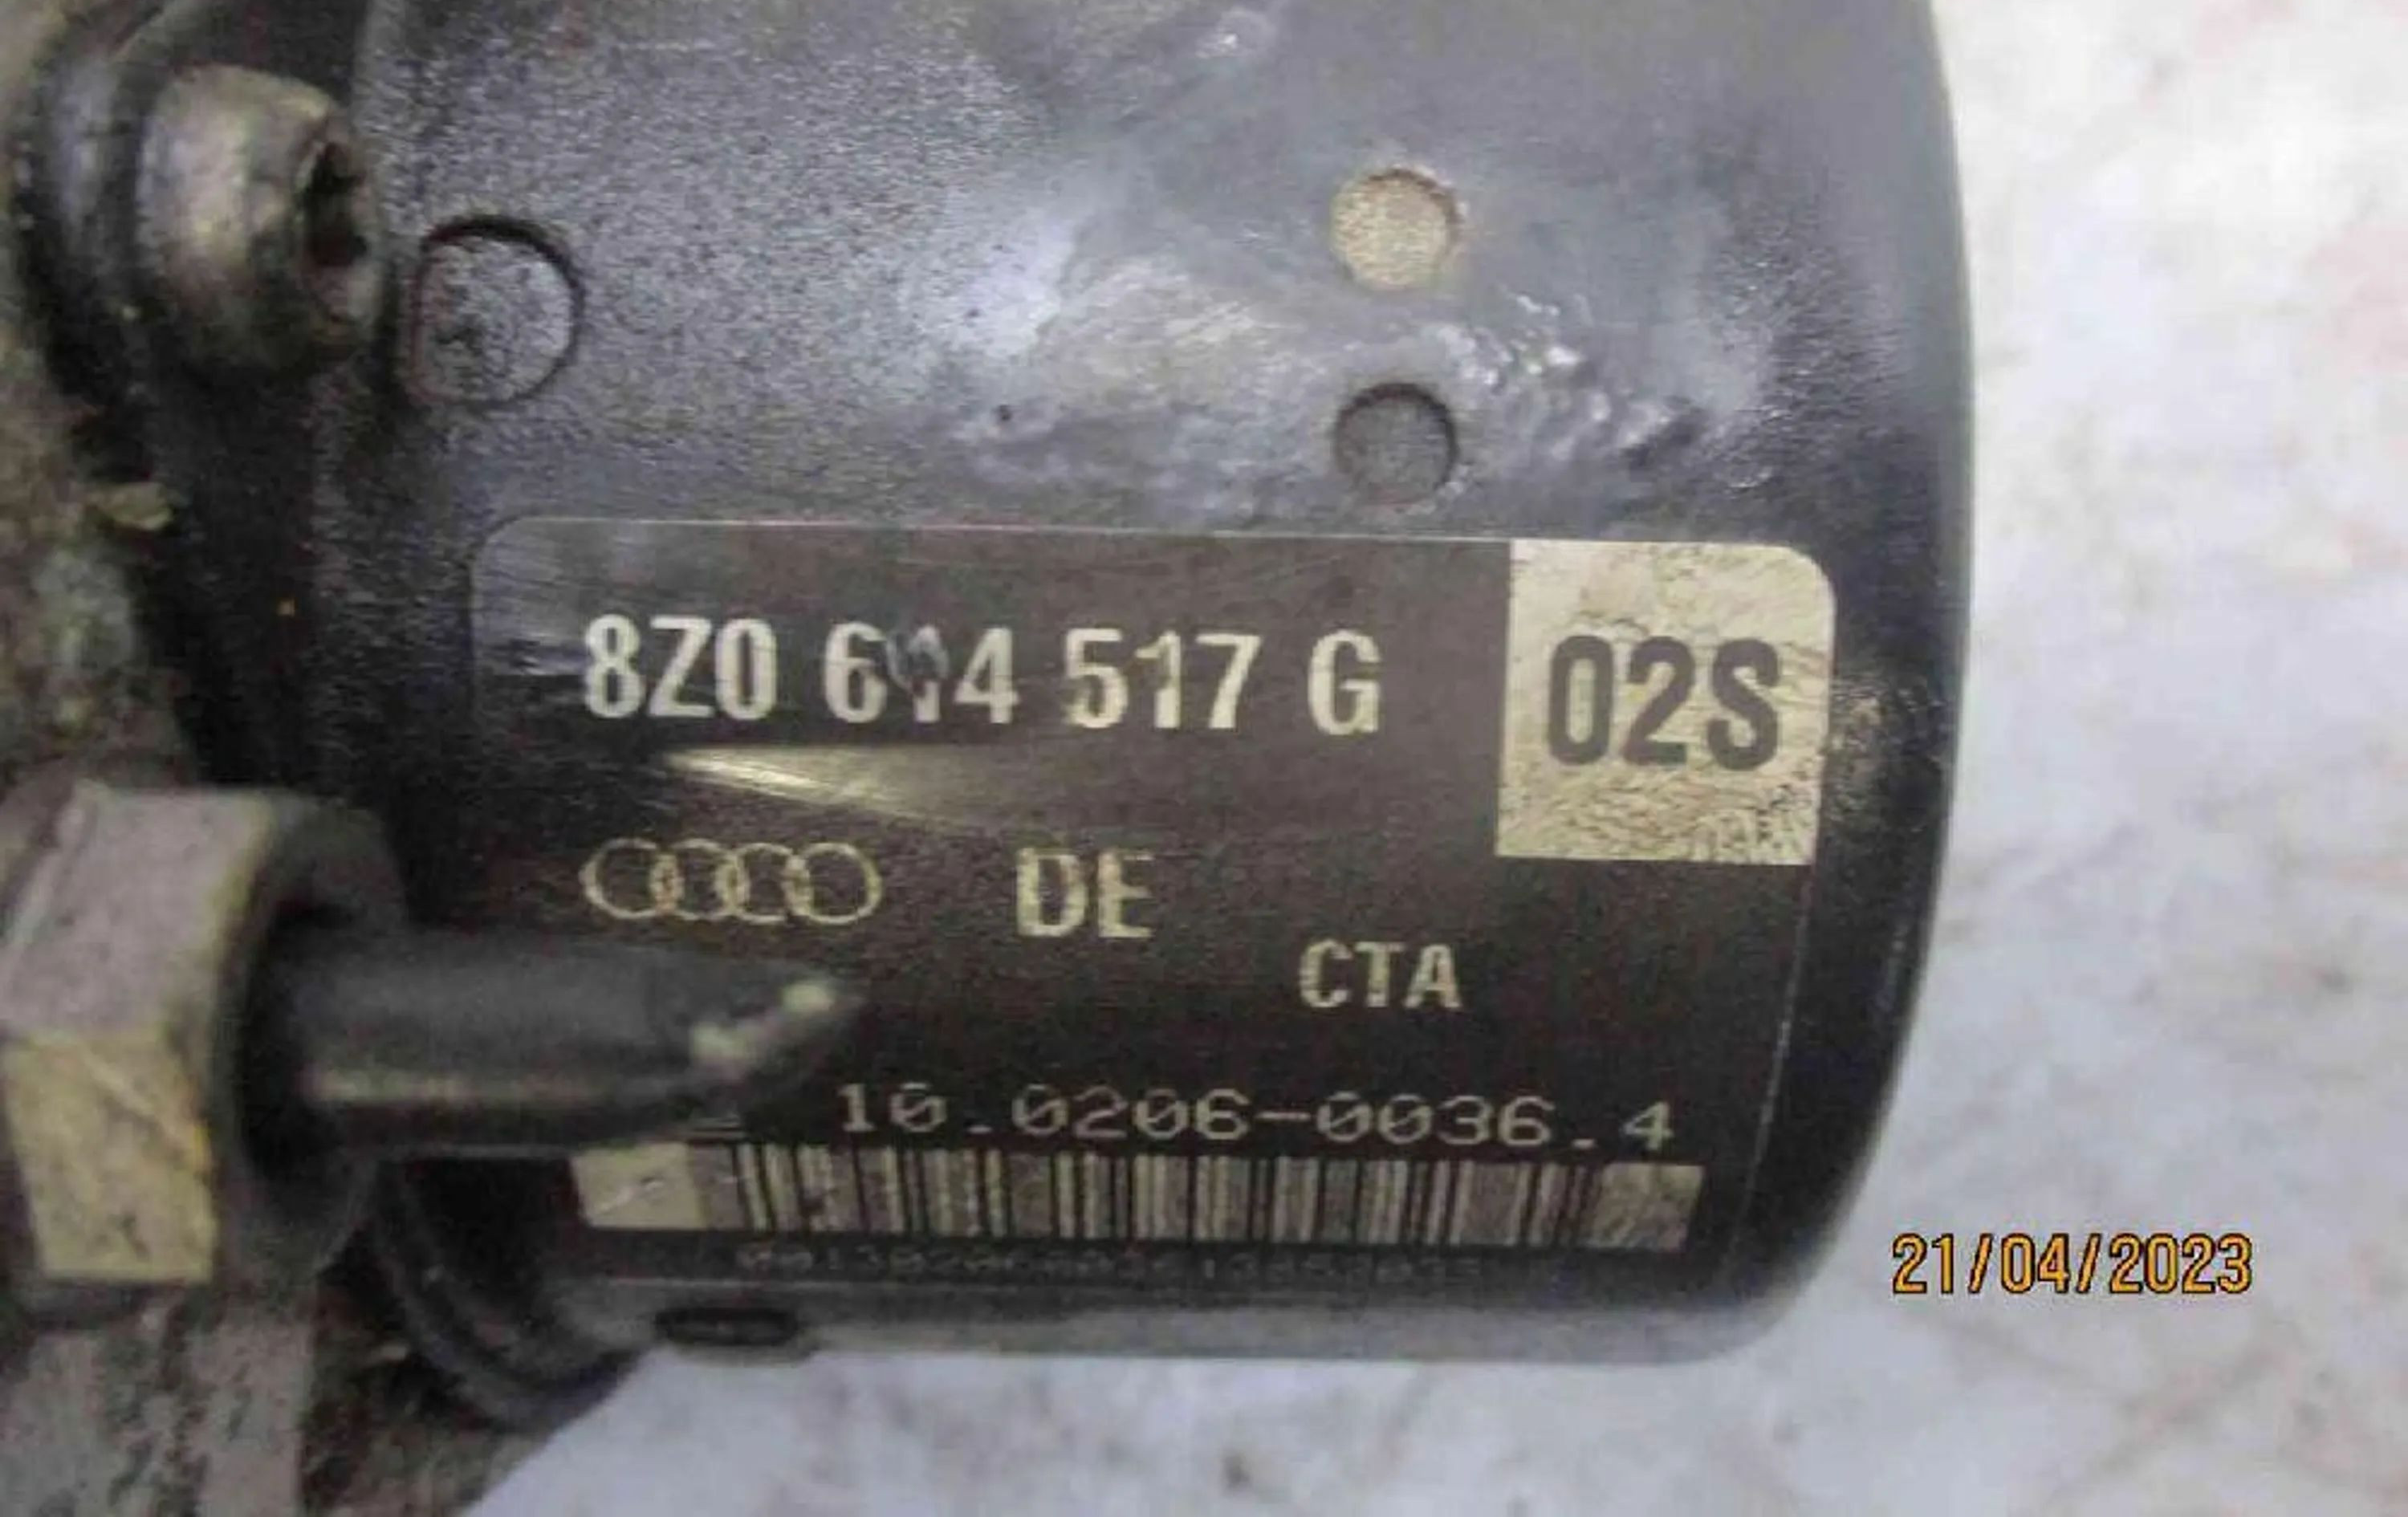 8Z0 614 517 G
02S
DE
CTA
10.0206-0036.4
21/04/2023